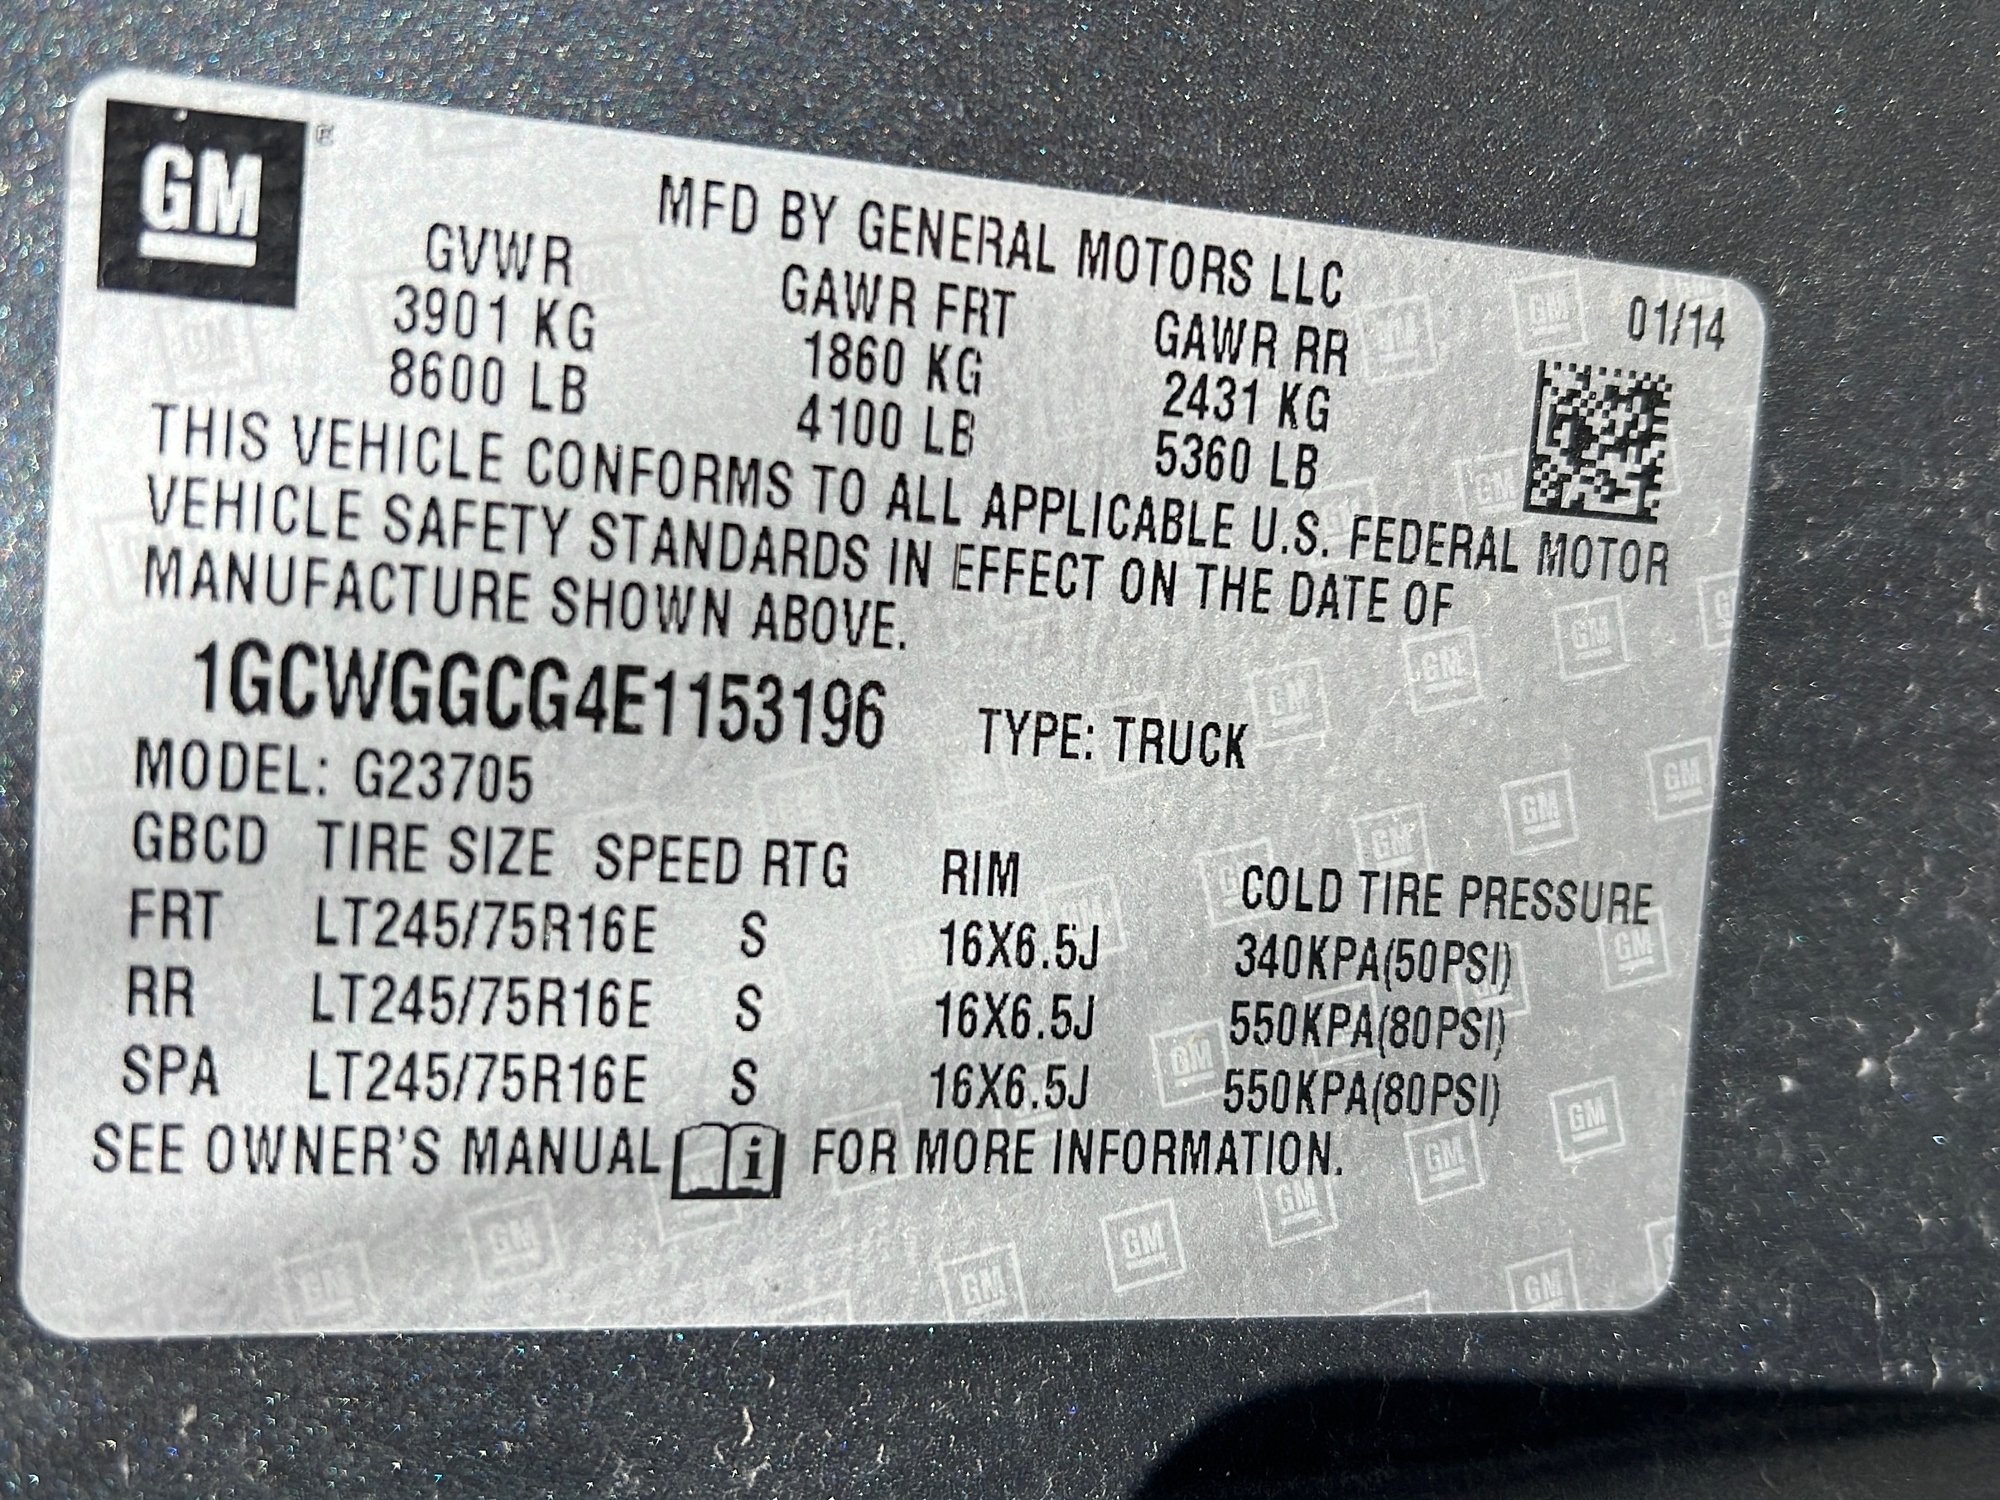 GM
MFD BY GENERAL MOTORS LLC
GVWR GAWR FRT GAWR RR 01/14
3901 KG 1860 KG 2431 KG
8600 LB 4100 LB 5360 LB
THIS VEHICLE CONFORMS TO ALL APPLICABLE U.S. FEDERAL MOTOR
VEHICLE SAFETY STANDARDS IN EFFECT ON THE DATE OF
MANUFACTURE SHOWN ABOVE.
1GCWGGCG4E1153196 TYPE: TRUCK
MODEL: G23705
GBCD TIRE SIZE SPEED RTG RIM COLD TIRE PRESSURE
FRT LT245/75R16E S 16X6.5J 340KPA(50PSI)
RR LT245/75R16E S 16X6.5J 550KPA(80PSI)
SPA LT245/75R16E S 16X6.5J 550KPA(80PSI)
SEE OWNER'S MANUAL i FOR MORE INFORMATION.